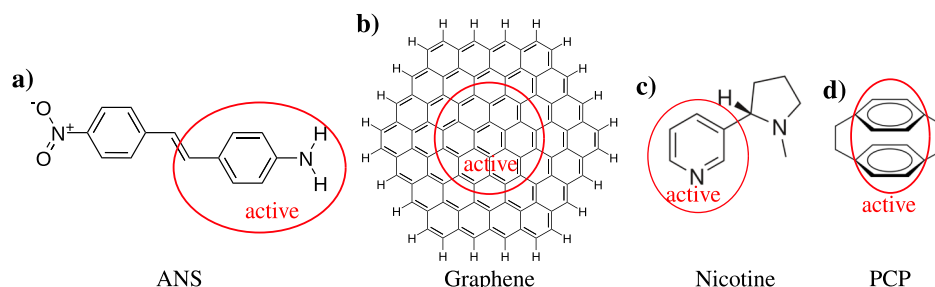 b)
H H H H
H H
a)
H H
c)
d)
H H
H
-O
N+
O
H
N
H
active
H H
active
H H
H
N
N
active
active
H H
H H
H H
H H H H
ANS
Graphene
Nicotine
PCP